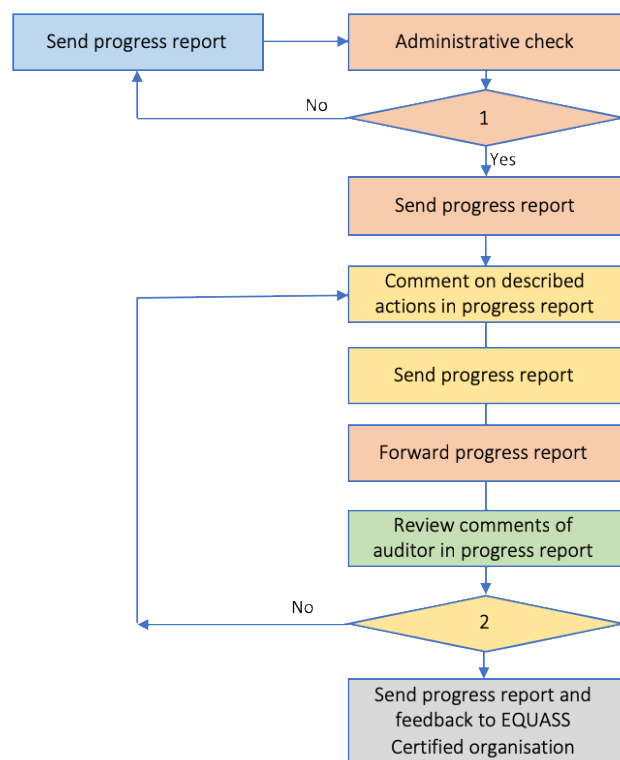 Send progress report
Administrative check
No
1
Yes
Send progress report
Comment on described
actions in progress report
Send progress report
Forward progress report
Review comments of
auditor in progress report
No
2
Send progress report and
feedback to EQUASS
Certified organisation